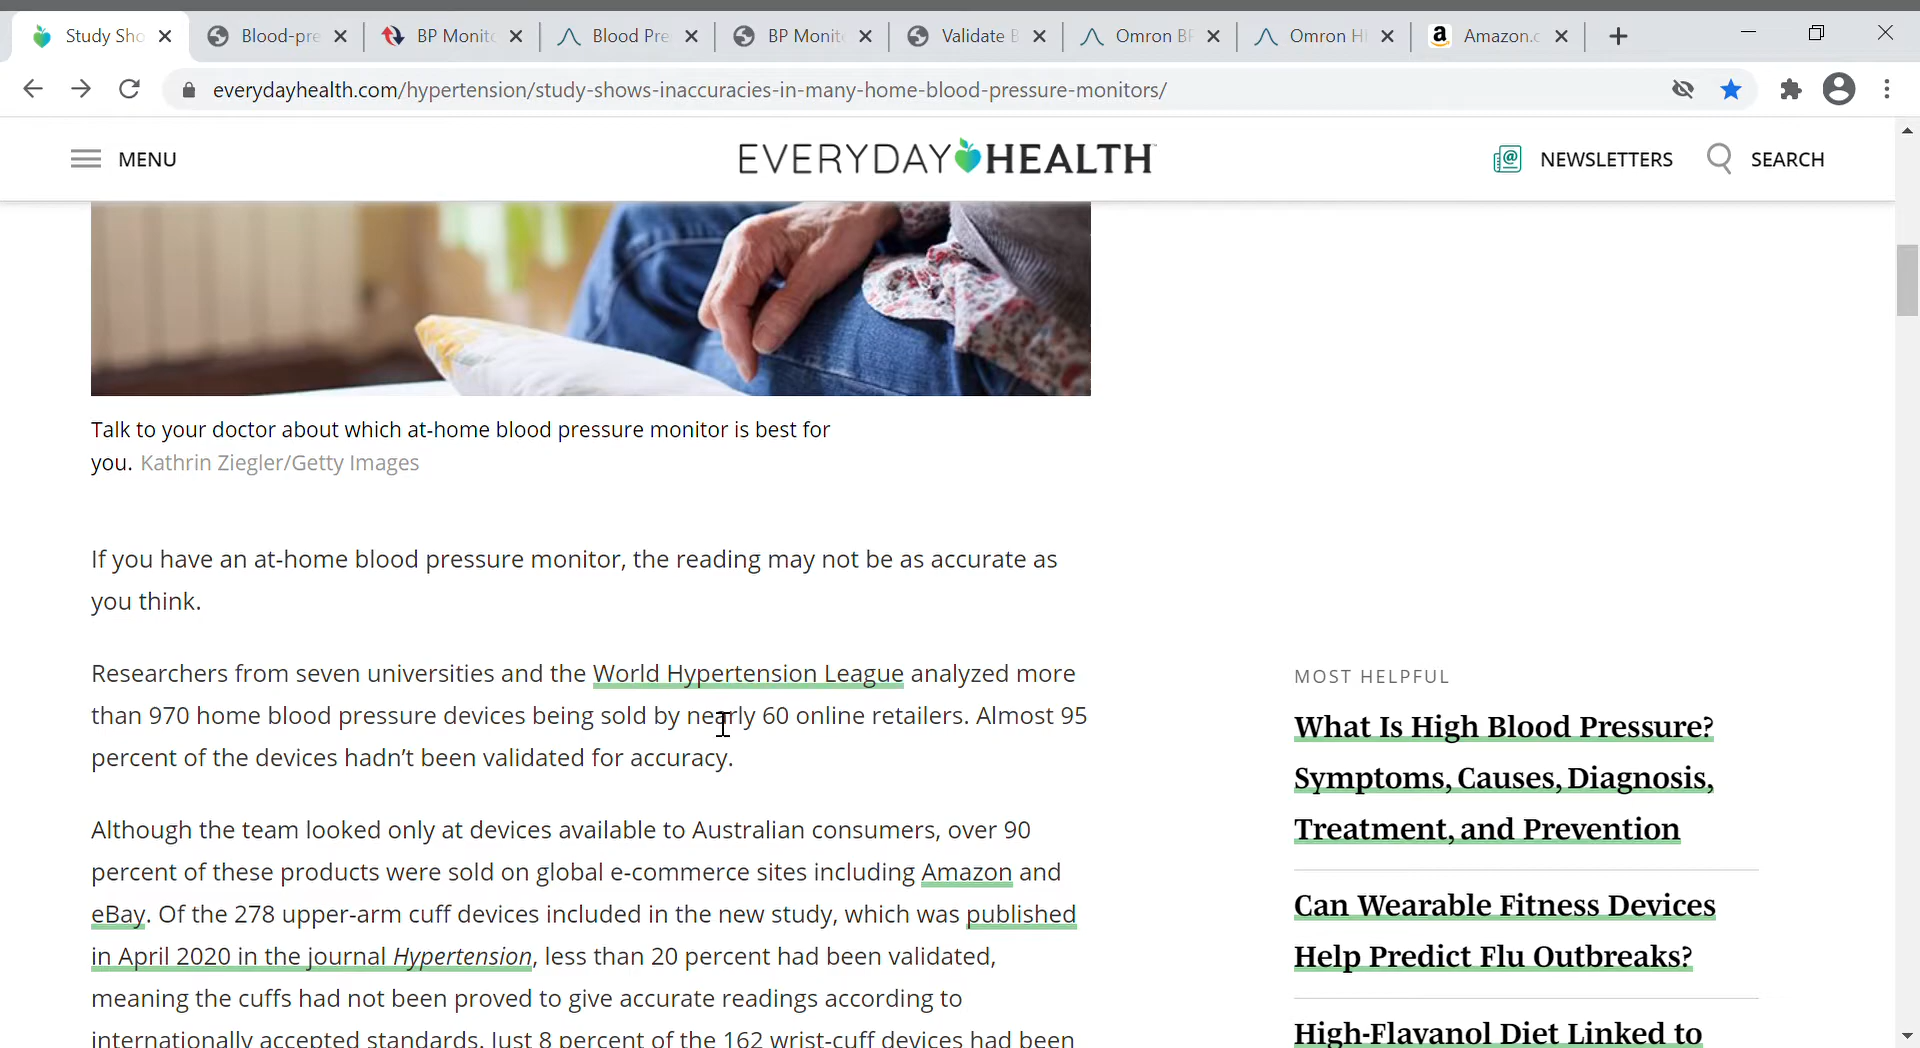 Study Sho
Blood-pre
BP Monito
Blood Pre
BP Monito
Validate B
Omron BP
Omron H
Amazon.c
everydayhealth.com/hypertension/study-shows-inaccuracies-in-many-home-blood-pressure-monitors/
MENU
EVERYDAY HEALTH
NEWSLETTERS
SEARCH
Talk to your doctor about which at-home blood pressure monitor is best for
you. Kathrin Ziegler/Getty Images
If you have an at-home blood pressure monitor, the reading may not be as accurate as
you think.
Researchers from seven universities and the World Hypertension League analyzed more
than 970 home blood pressure devices being sold by nearly 60 online retailers. Almost 95
percent of the devices hadn’t been validated for accuracy.
Although the team looked only at devices available to Australian consumers, over 90
percent of these products were sold on global e-commerce sites including Amazon and
eBay. Of the 278 upper-arm cuff devices included in the new study, which was published
in April 2020 in the journal Hypertension, less than 20 percent had been validated,
meaning the cuffs had not been proved to give accurate readings according to
internationally accepted standards. Just 8 percent of the 162 wrist-cuff devices had been
MOST HELPFUL
What Is High Blood Pressure?
Symptoms, Causes, Diagnosis,
Treatment, and Prevention
Can Wearable Fitness Devices
Help Predict Flu Outbreaks?
High-Flavanol Diet Linked to